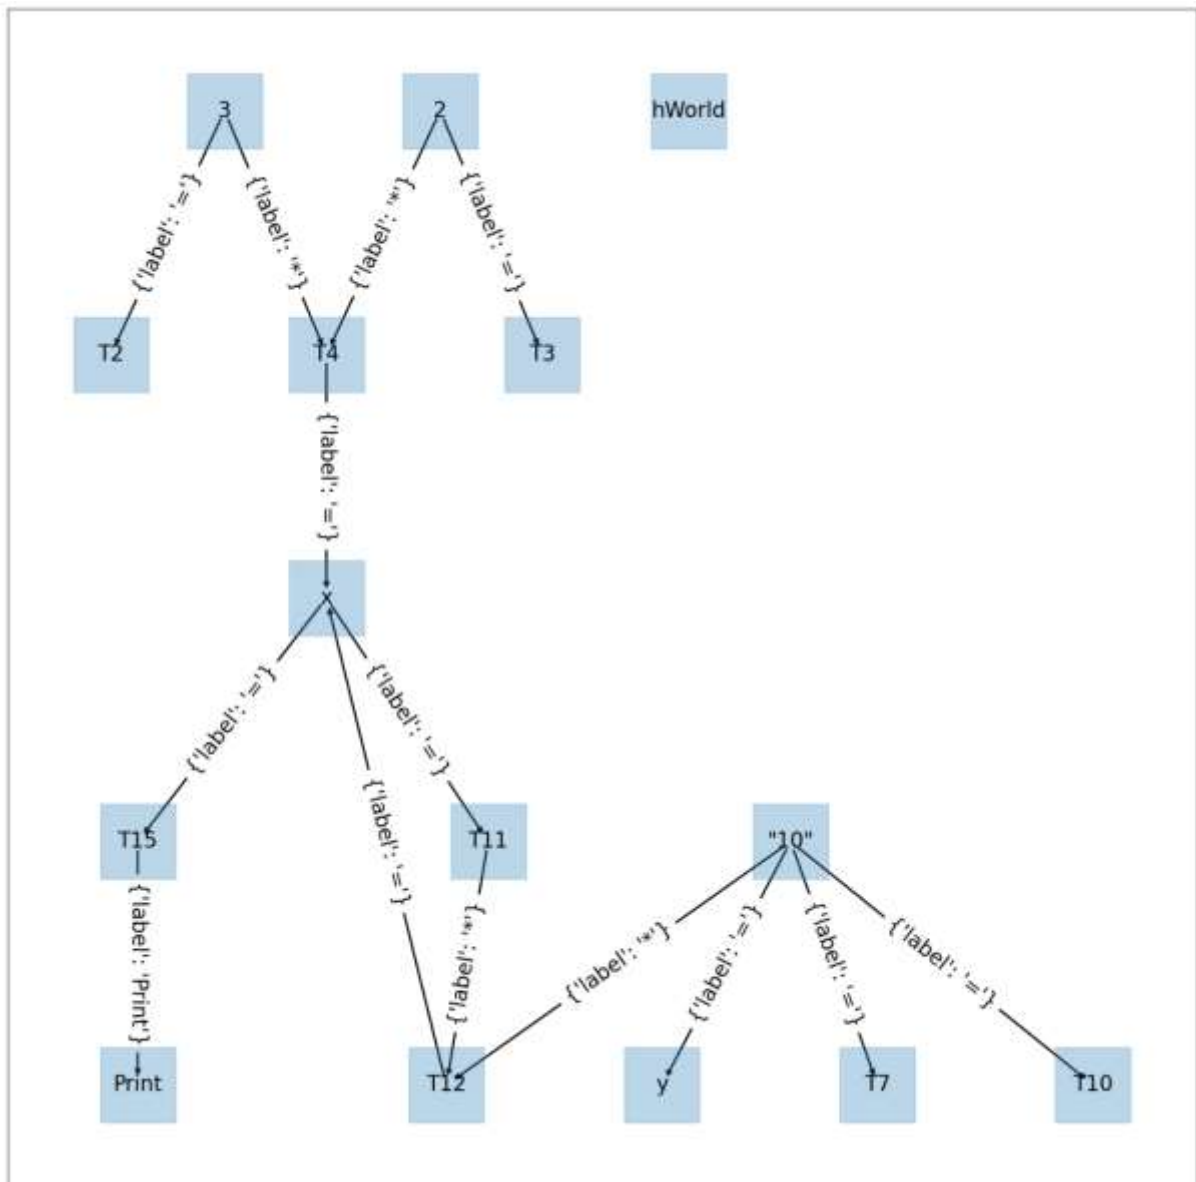 3
2
hWorld
{'label': '='}
{'label': '*'}
{'label': '*'}
{'label': '='}
T2
T4
T3
{'label': '='}
x
{'label': '='}
{'label': '='}
{'label': '='}
T15
T11
"10"
{'label': 'Print'}
{'label': '*'}
{'label': '*'}
{'label': '='}
{'label': '='}
{'label': '='}
Print
T12
y
T7
T10